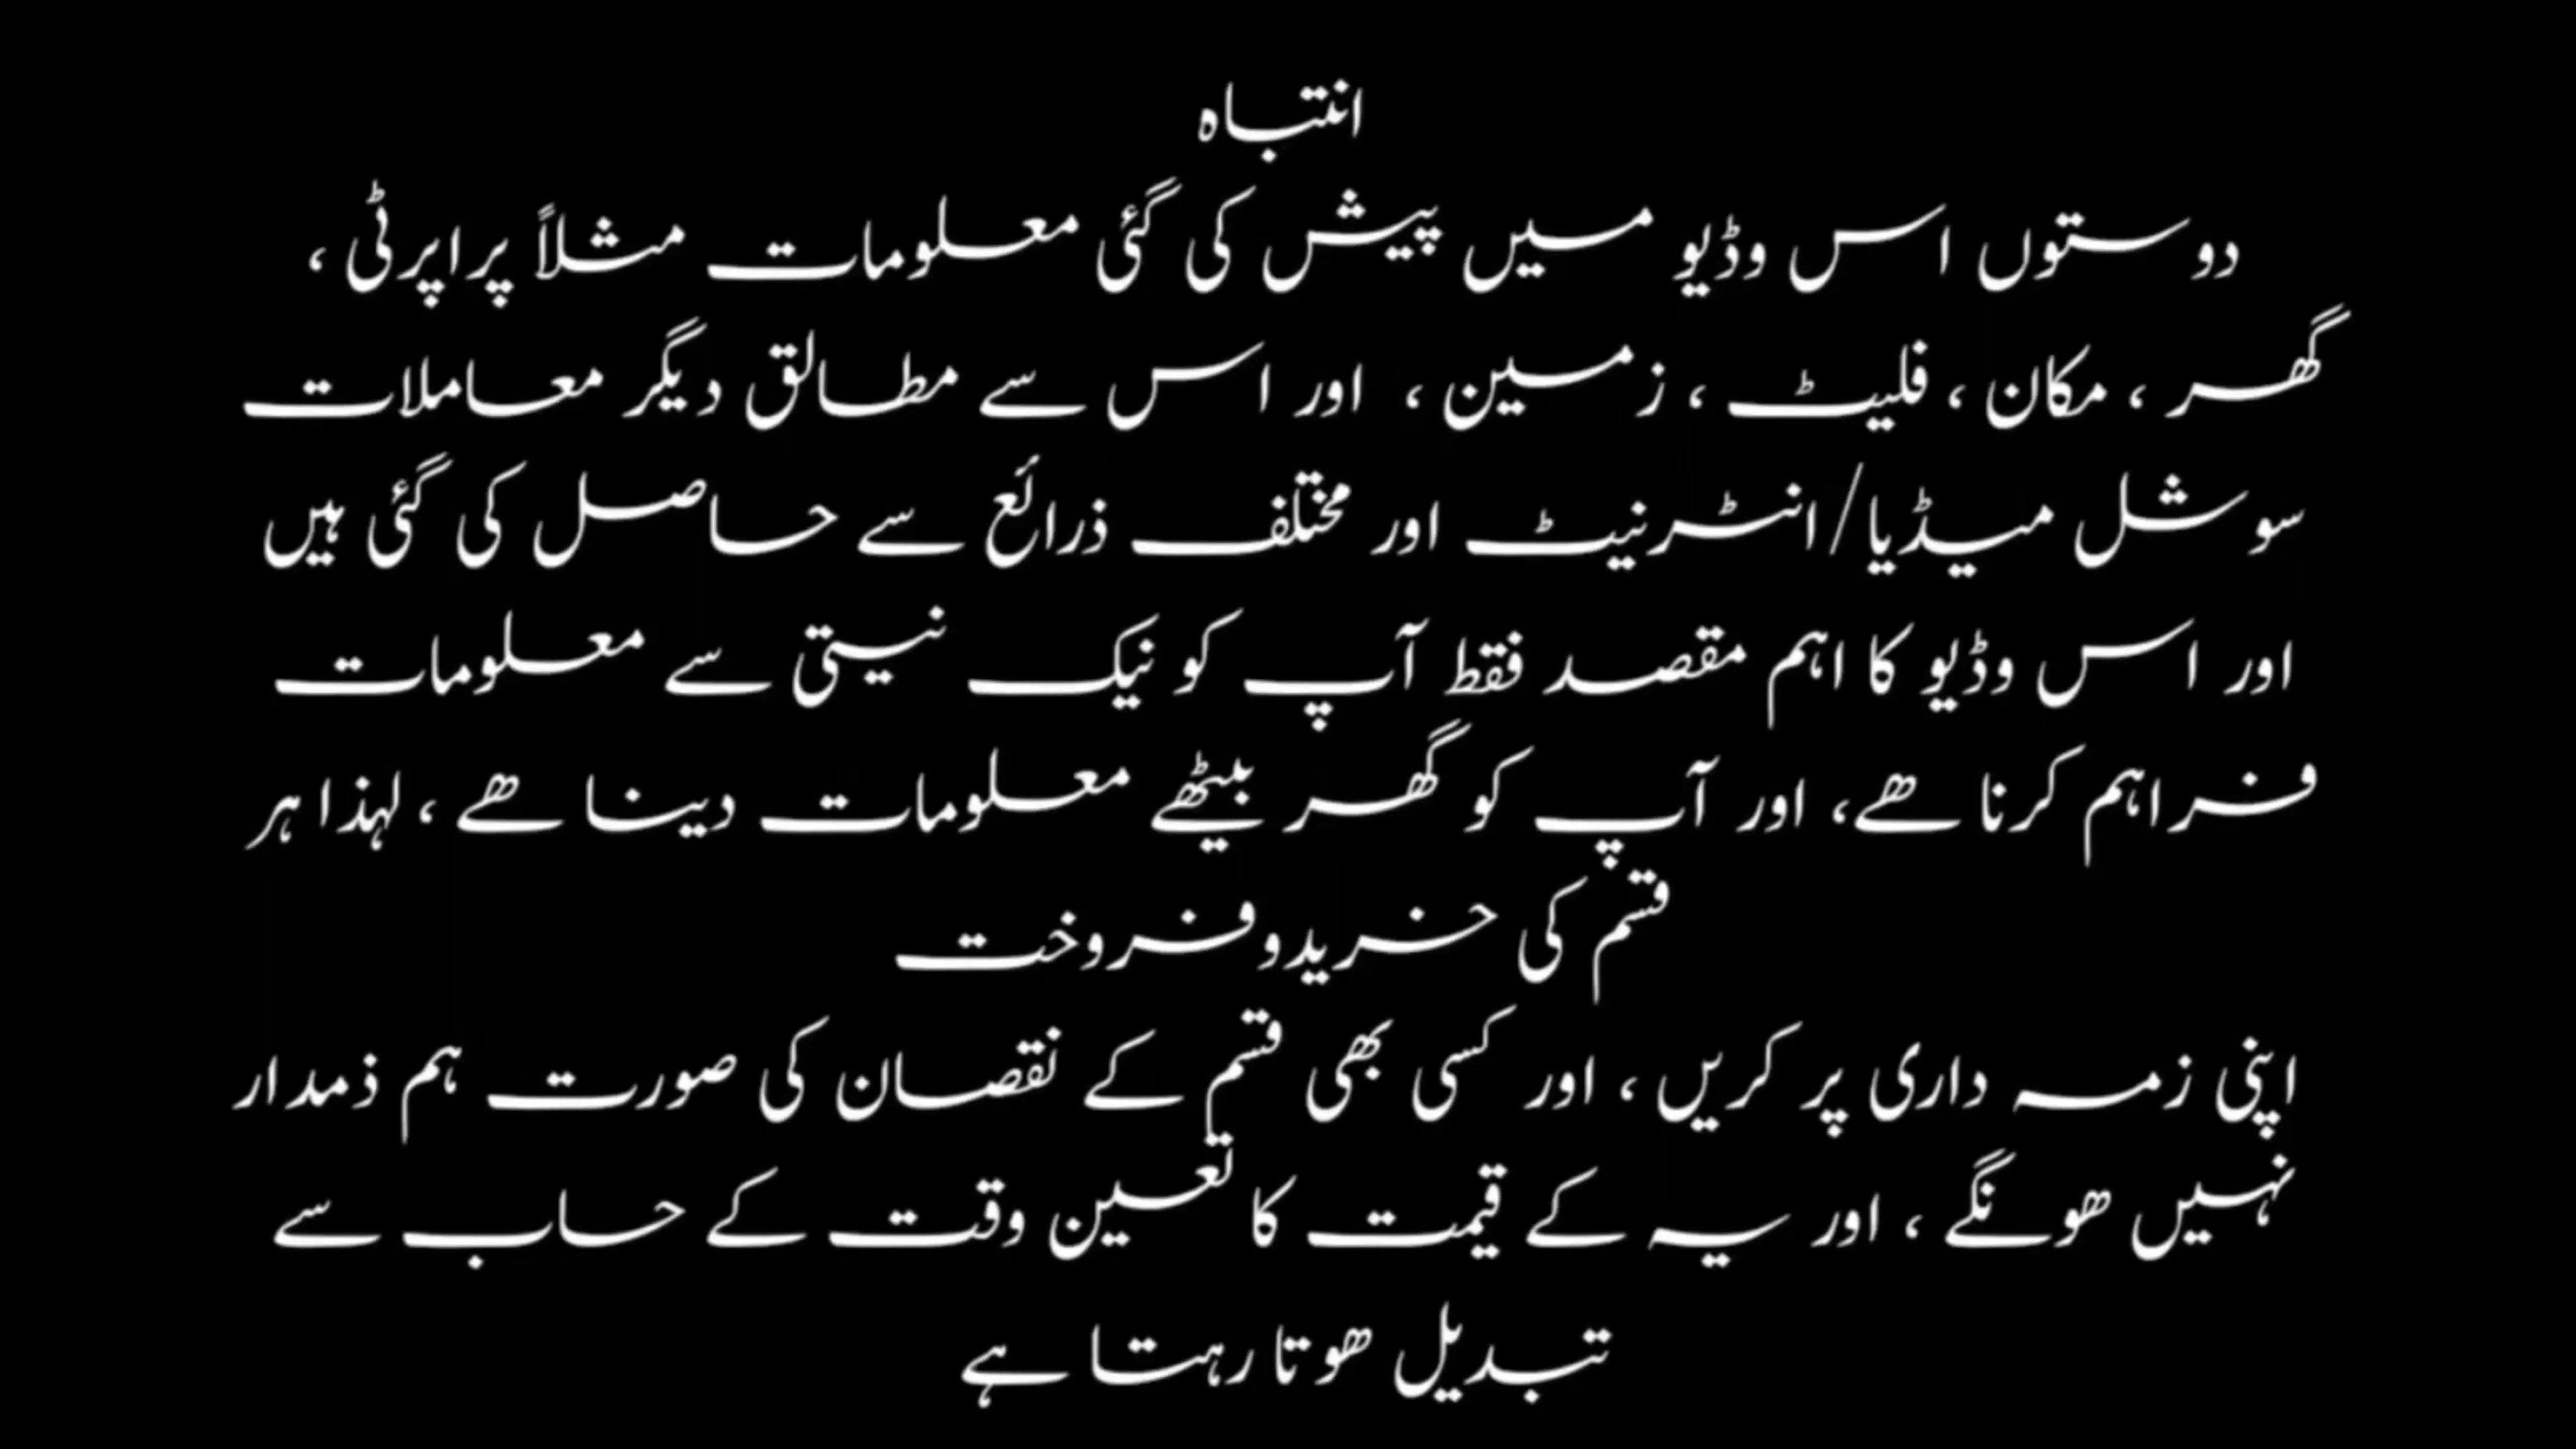 انتباہ
دوستوں اس وڈیو میں پیش کی گئی معلومات مثلاً پراپرٹی ،
گھر ، مکان ، فلیٹ ، زمین ، اور اس سے مطالق دیگر معاملات
سوشل میڈیا/انٹرنیٹ اور مختلف ذرائع سے حاصل کی گئی ہیں
اور اس وڈیو کا اہم مقصد فقط آپ کو نیک نیتی سے معلومات
فراہم کرنا ھے، اور آپ کو گھر بیٹھے معلومات دینا ھے ، لہذا ہر
قسم کی خریدوفروخت
اپنی زمہ داری پر کریں ، اور کسی بھی قسم کے نقصان کی صورت ہم ذمدار
نہیں ھونگے ، اور یہ کے قیمت کا تعین وقت کے حاب سے
تبدیل ھوتا رہتا ہے